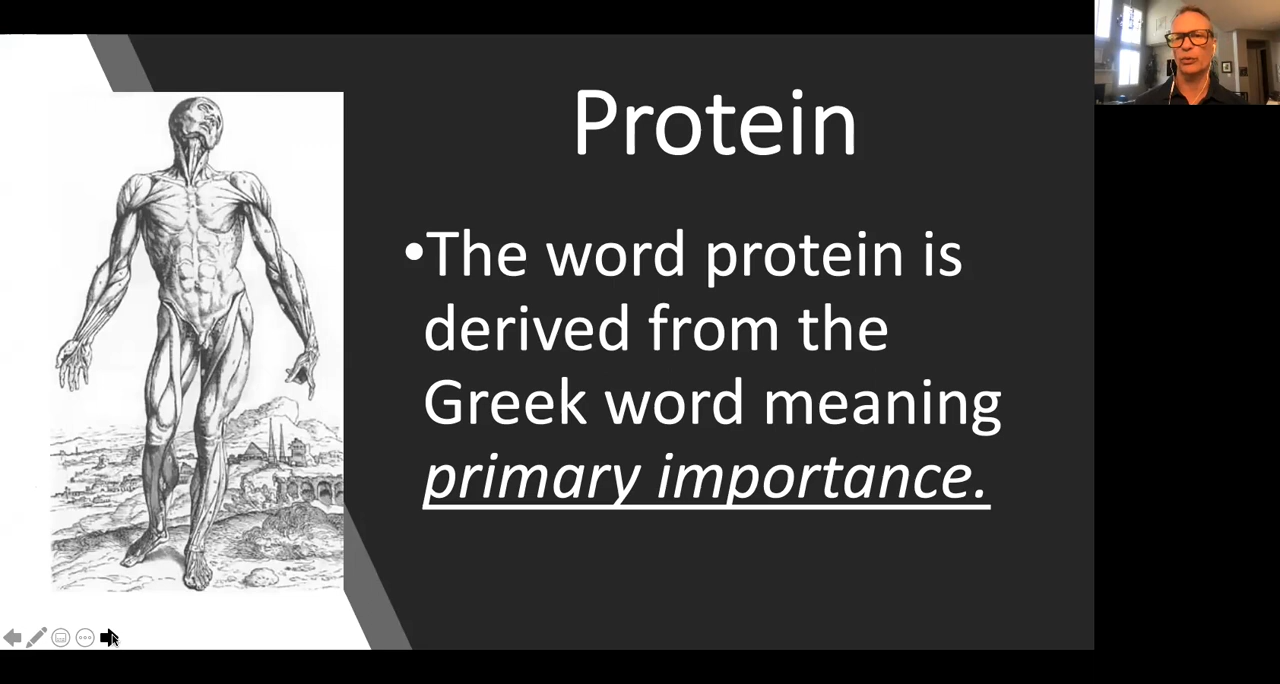 Protein
•The word protein is
derived from the
Greek word meaning
primary importance.